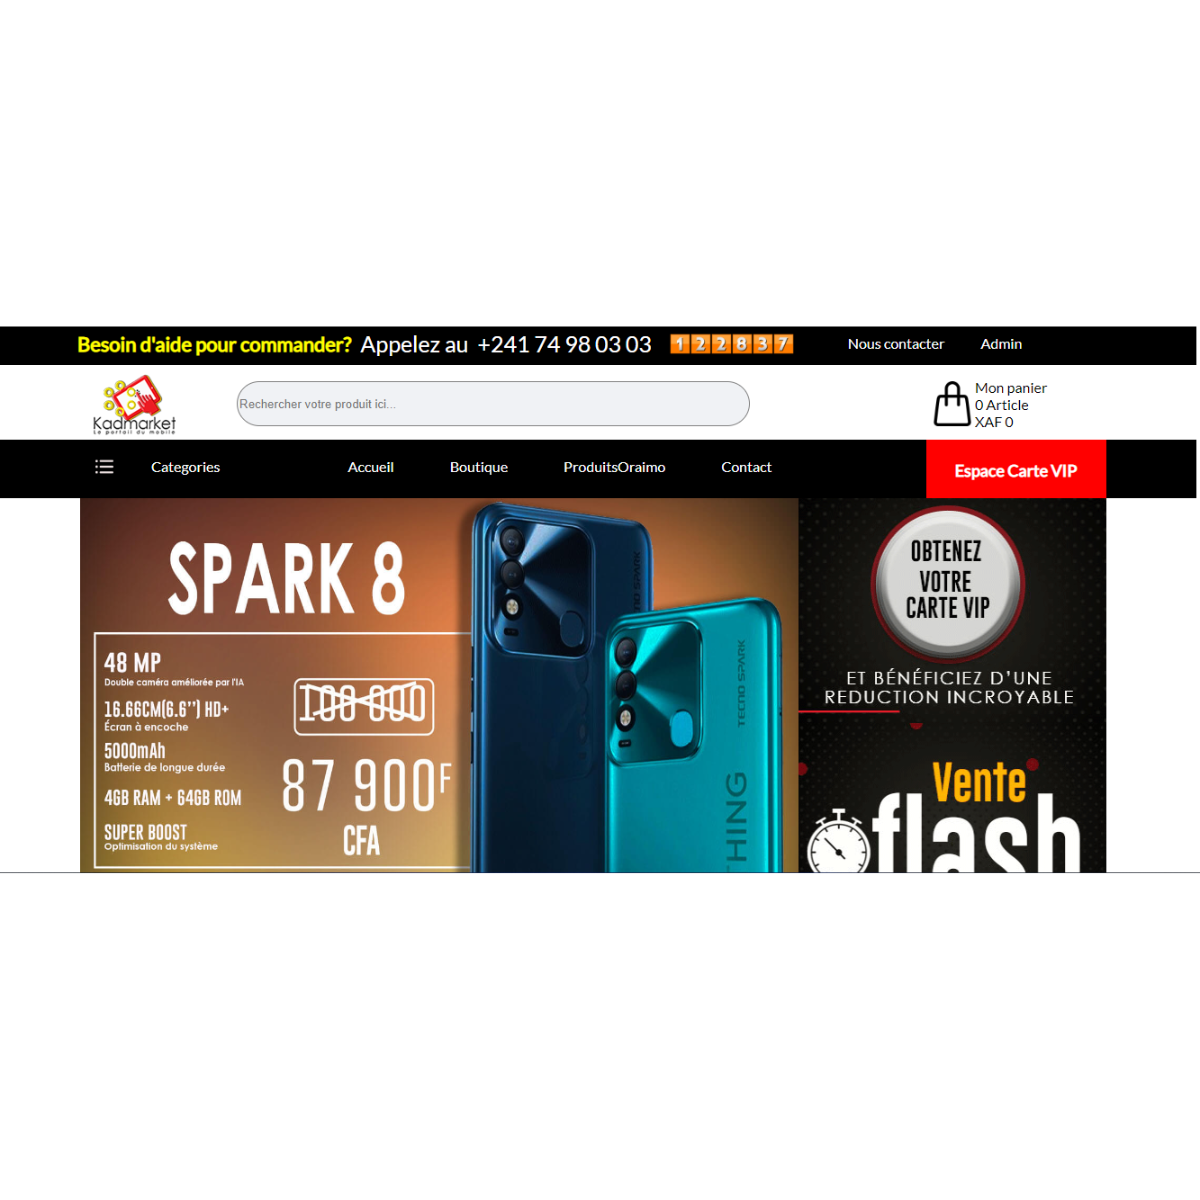 Besoin d'aide pour commander? Appelez au +241 74 98 03 03 122837 Nous contacter Admin
Kadmarket
Le portail du mobile
Rechercher votre produit ici...
Mon panier
0 Article
XAF 0
Categories Accueil Boutique ProduitsOraimo Contact Espace Carte VIP
SPARK 8
48 MP
Double caméra améliorée par l'IA
16.66CM(6.6’’) HD+
Écran à encoche
5000mAh
Batterie de longue durée
4GB RAM + 64GB ROM
SUPER BOOST
Optimisation du système
87 900F
CFA
TECNO SPARK
TECNO SPARK
THING
OBTENEZ
VOTRE
CARTE VIP
ET BÉNÉFICIEZ D'UNE
REDUCTION INCROYABLE
Vente
flash